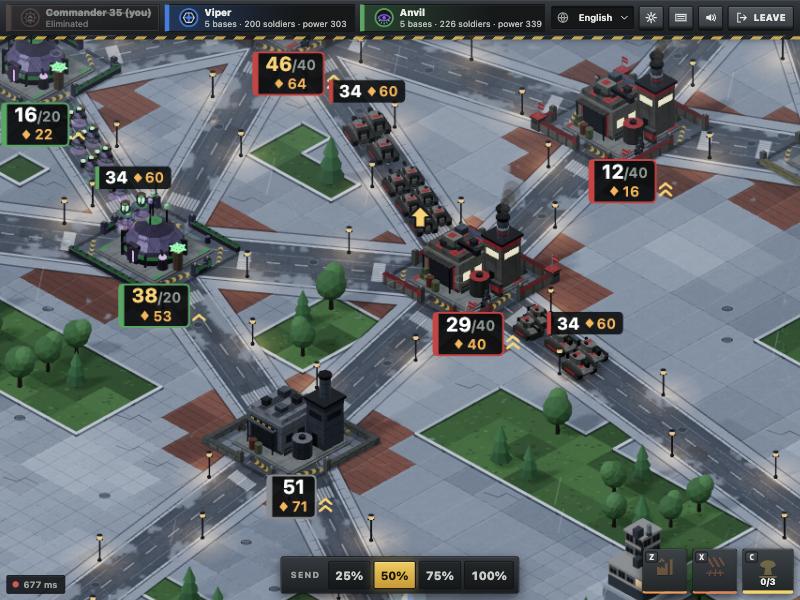 Commander 35 (you)
Eliminated
Viper
5 bases · 200 soldiers · power 303
Anvil
5 bases · 226 soldiers · power 339
English
LEAVE
46/40
64
34 60
16/20
22
12/40
16
34 60
38/20
53
29/40
40
34 60
51
71
SEND 25% 50% 75% 100%
677 ms
Z
X
C
0/3